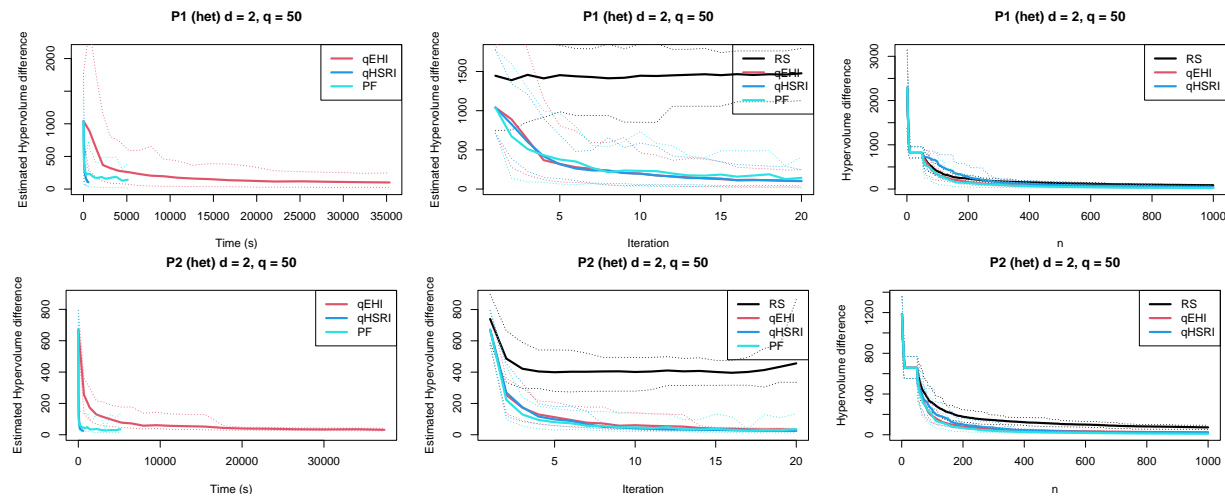 P1 (het) d = 2, q = 50
Estimated Hypervolume difference
0 500 1000 1500 2000
0 5000 10000 15000 20000 25000 30000 35000
Time (s)
qEHI
qHSRI
PF
P1 (het) d = 2, q = 50
Estimated Hypervolume difference
0 500 1000 1500
5 10 15 20
Iteration
RS
qEHI
qHSRI
PF
P1 (het) d = 2, q = 50
Hypervolume difference
0 1000 2000 3000
0 200 400 600 800 1000
n
RS
qEHI
qHSRI
P2 (het) d = 2, q = 50
Estimated Hypervolume difference
0 200 400 600 800
0 10000 20000 30000
Time (s)
qEHI
qHSRI
PF
P2 (het) d = 2, q = 50
Estimated Hypervolume difference
0 200 400 600 800
5 10 15 20
Iteration
RS
qEHI
qHSRI
PF
P2 (het) d = 2, q = 50
Hypervolume difference
0 400 800 1200
0 200 400 600 800 1000
n
RS
qEHI
qHSRI